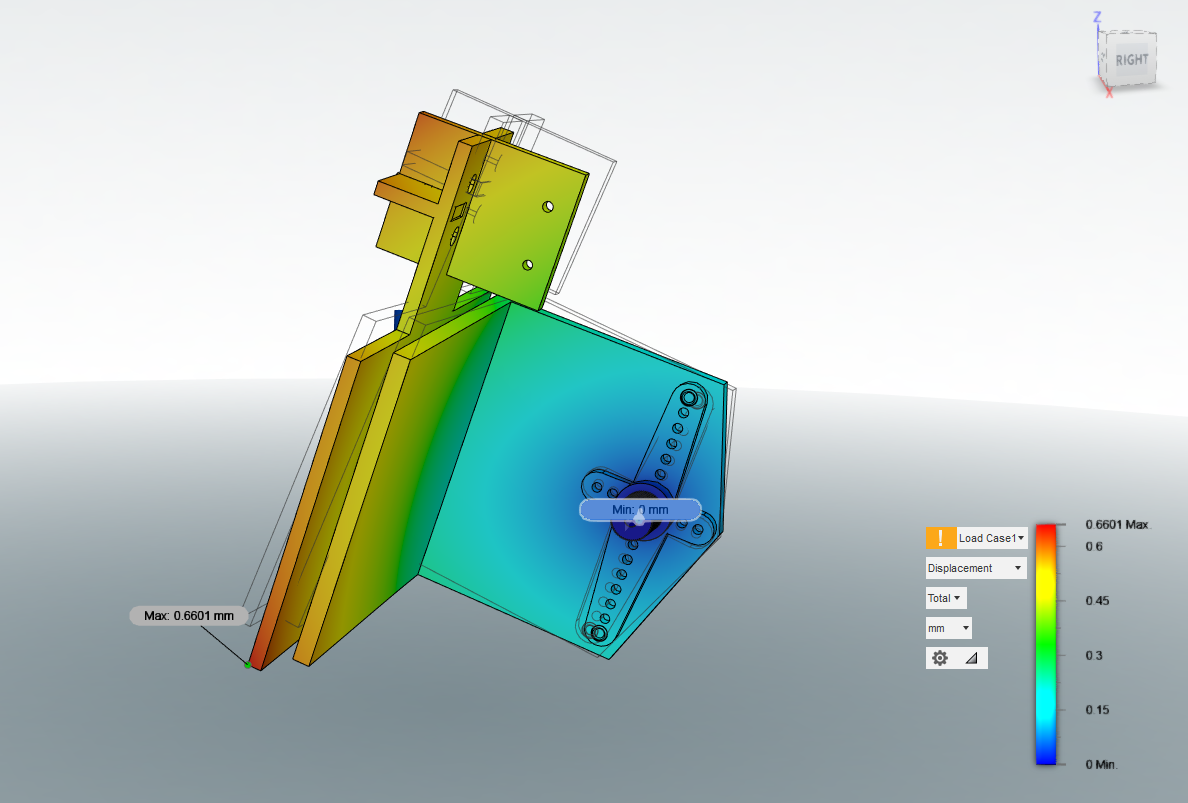 Z
RIGHT
X
Min: 0 mm
Max: 0.6601 mm
! Load Case1
Displacement
Total
mm
0.6601 Max.
0.6
0.45
0.3
0.15
0 Min.